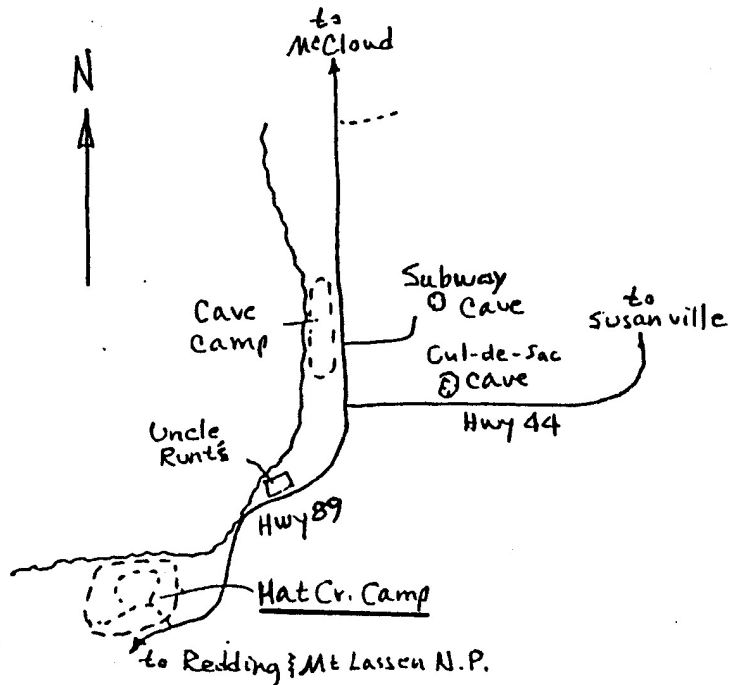 to
McCloud
N
Subway
Cave
to
Susanville
Cave
Camp
Cul-de-Sac
Cave
Hwy 44
Uncle
Runt's
Hwy 89
Hat Cr. Camp
to Redding & Mt Lassen N.P.